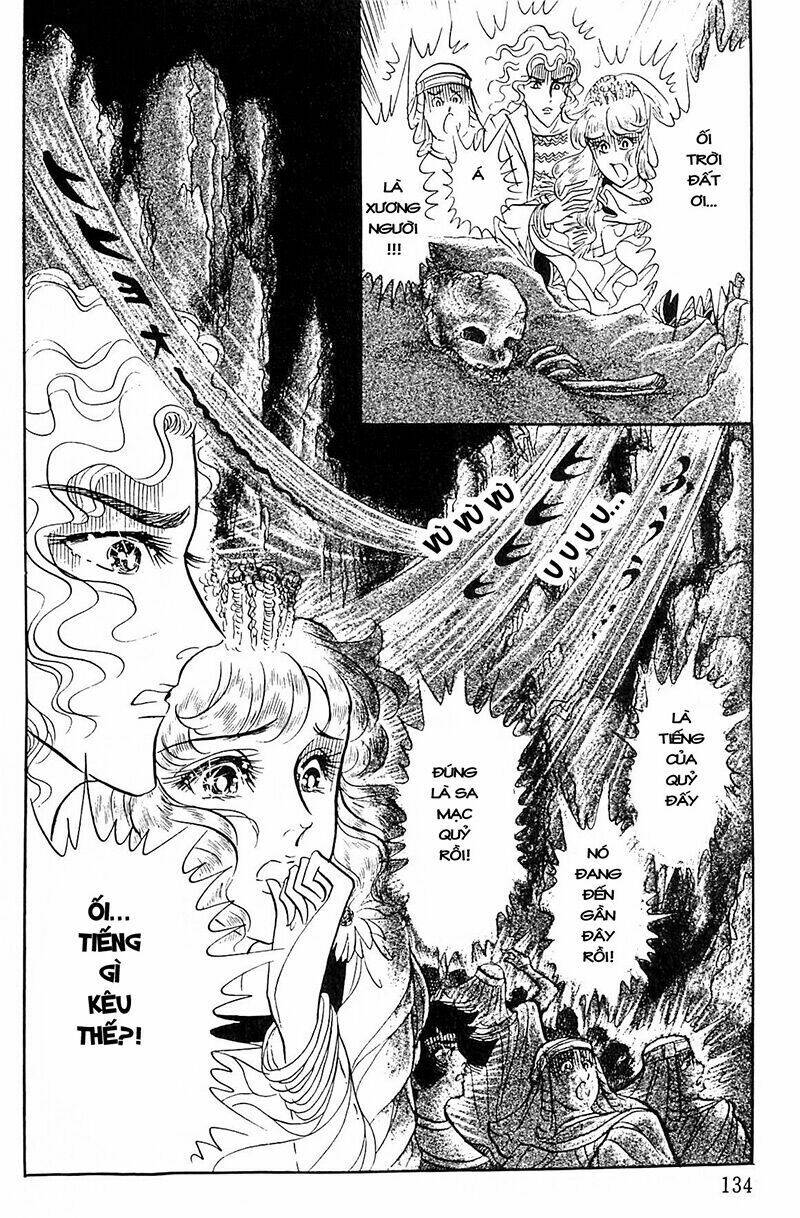 ỐI
TRỜI
ĐẤT
ƠI...
Á
LÀ
XƯƠNG
NGƯỜI
!!!
VÙ VÙ VÙ
UUUU...
LÀ
TIẾNG
CỦA
QUỶ ĐẤY
NÓ
ĐANG
ĐẾN
GẦN
ĐÂY
RỒI!
ĐÚNG
LÀ SA
MẠC
QUỶ
RỒI!
ỐI...
TIẾNG
GÌ
KÊU
THẾ?!
134